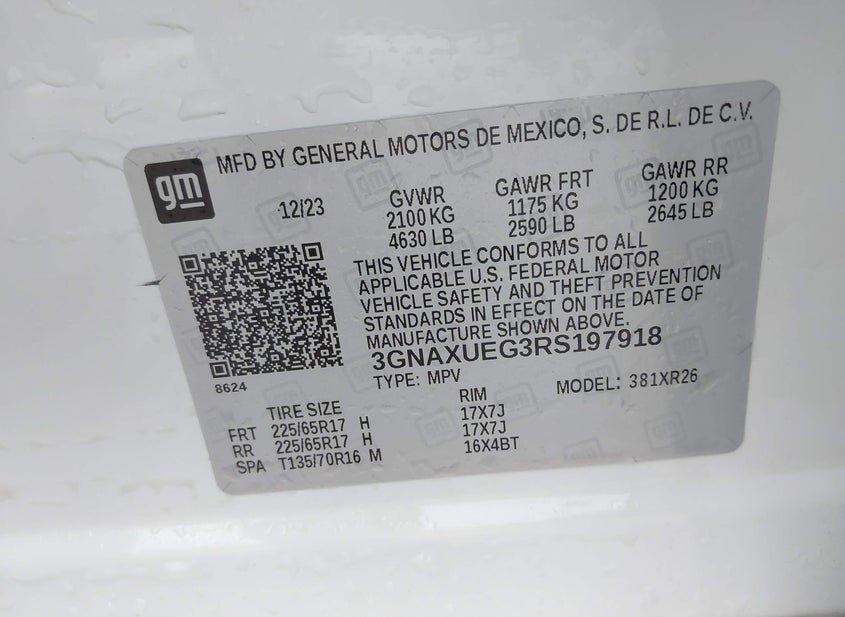 gm
MFD BY GENERAL MOTORS DE MEXICO, S. DE R.L. DE C.V.
12/23
GVWR
2100 KG
4630 LB
GAWR FRT
1175 KG
2590 LB
GAWR RR
1200 KG
2645 LB
THIS VEHICLE CONFORMS TO ALL
APPLICABLE U.S. FEDERAL MOTOR
VEHICLE SAFETY AND THEFT PREVENTION
STANDARDS IN EFFECT ON THE DATE OF
MANUFACTURE SHOWN ABOVE.
3GNAXUEG3RS197918
8624
TYPE: MPV
MODEL: 381XR26
TIRE SIZE RIM
FRT 225/65R17 H 17X7J
RR 225/65R17 H 17X7J
SPA T135/70R16 M 16X4BT